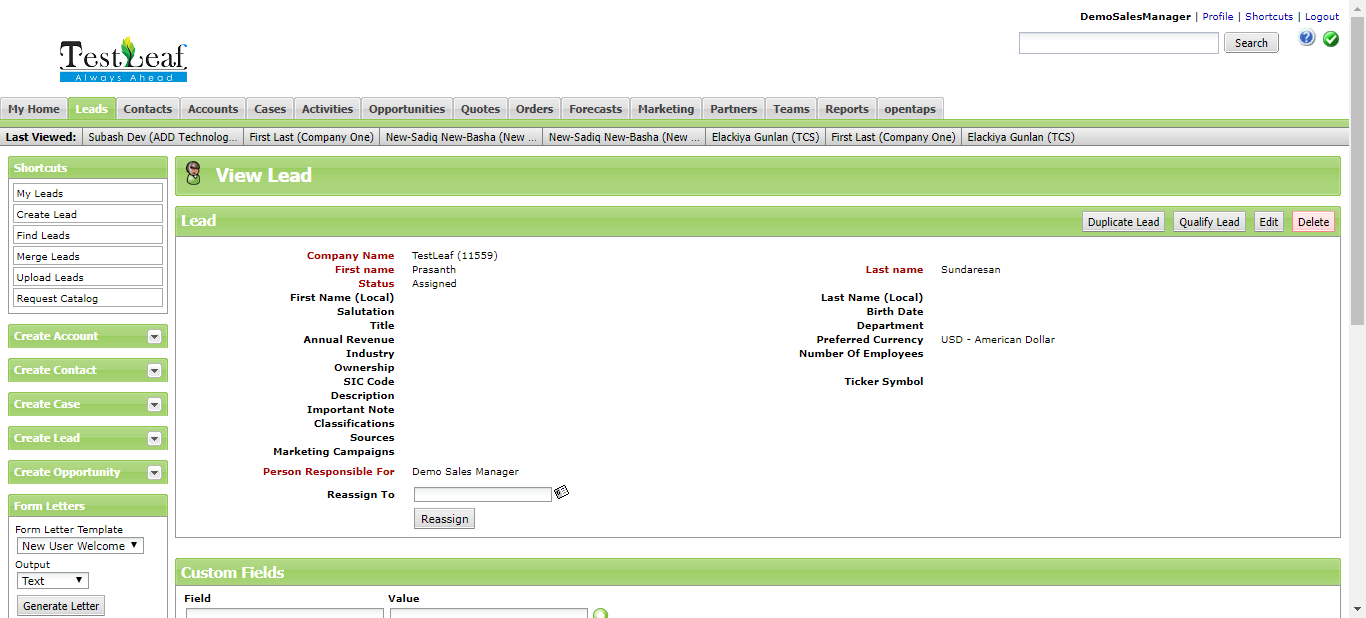 DemoSalesManager | Profile | Shortcuts | Logout
Search
TestLeaf
Always Ahead
My Home Leads Contacts Accounts Cases Activities Opportunities Quotes Orders Forecasts Marketing Partners Teams Reports opentaps
Last Viewed: Subash Dev (ADD Technolog... First Last (Company One) New-Sadiq New-Basha (New ... New-Sadiq New-Basha (New ... Elackiya Gunlan (TCS) First Last (Company One) Elackiya Gunlan (TCS)
Shortcuts
My Leads
Create Lead
Find Leads
Merge Leads
Upload Leads
Request Catalog
Create Account
Create Contact
Create Case
Create Lead
Create Opportunity
Form Letters
Form Letter Template
New User Welcome
Output
Text
Generate Letter
View Lead
Lead
Duplicate Lead Qualify Lead Edit Delete
Company Name TestLeaf (11559)
First name Prasanth Last name Sundaresan
Status Assigned
First Name (Local) Last Name (Local)
Salutation Birth Date
Title Department
Annual Revenue Preferred Currency USD - American Dollar
Industry Number Of Employees
Ownership
SIC Code Ticker Symbol
Description
Important Note
Classifications
Sources
Marketing Campaigns
Person Responsible For Demo Sales Manager
Reassign To
Reassign
Custom Fields
Field Value